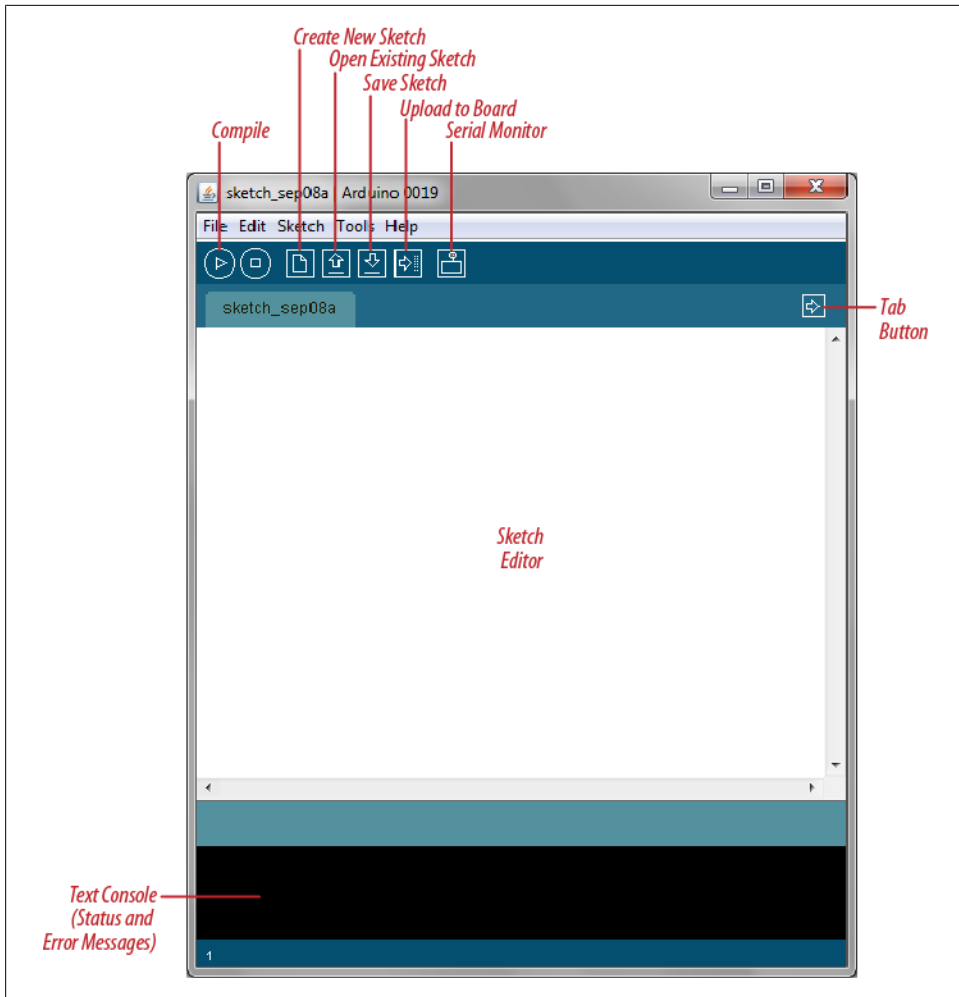 Create New Sketch
Open Existing Sketch
Save Sketch
Upload to Board
Compile
Serial Monitor
sketch_sep08a | Arduino 0019
File Edit Sketch Tools Help
sketch_sep08a
Tab
Button
Sketch
Editor
Text Console
(Status and
Error Messages)
1